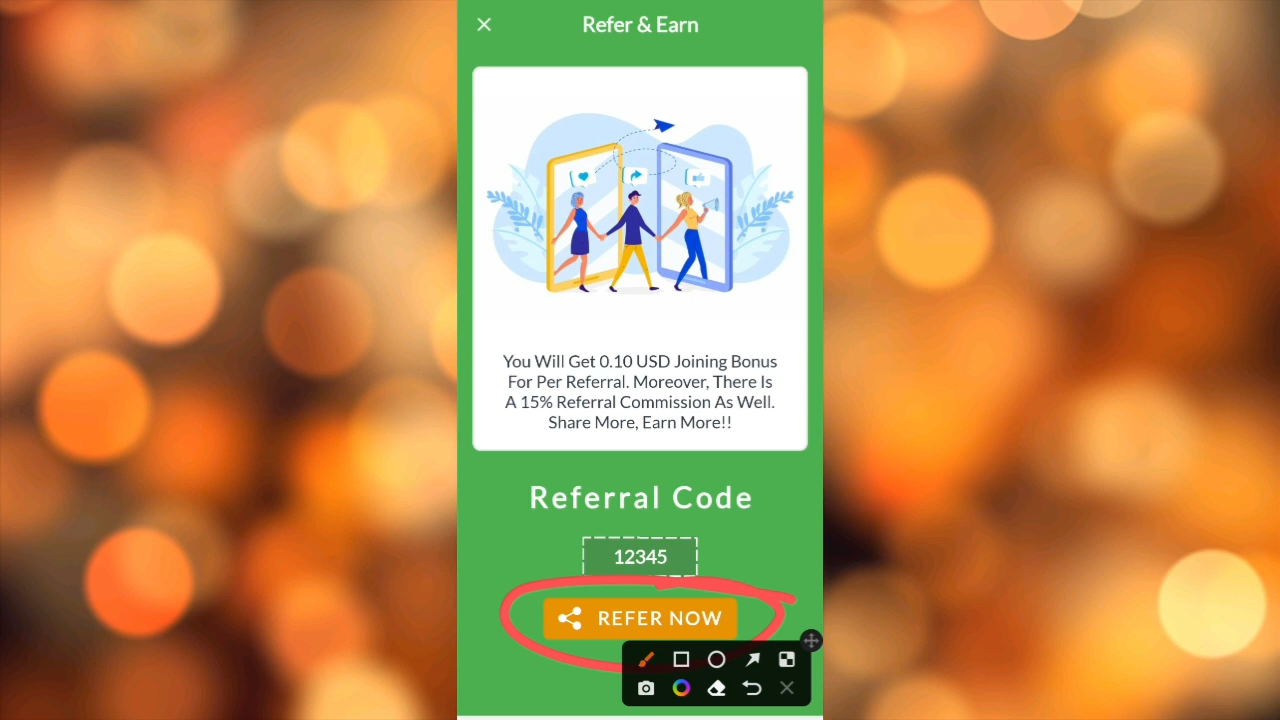 Refer & Earn
You Will Get 0.10 USD Joining Bonus
For Per Referral. Moreover, There Is
A 15% Referral Commission As Well.
Share More, Earn More!!
Referral Code
12345
REFER NOW